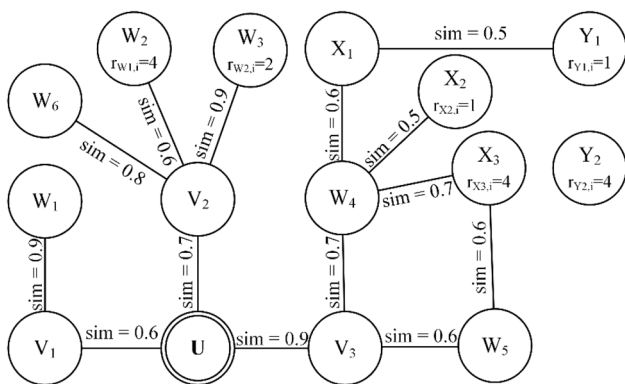 W2
rW1,i=4
W3
rW2,i=2
X1
sim = 0.5
Y1
rY1,i=1
W6
sim = 0.6
sim = 0.9
sim = 0.6
X2
rX2,i=1
sim = 0.8
sim = 0.5
W1
V2
W4
sim = 0.7
X3
rX3,i=4
Y2
rY2,i=4
sim = 0.9
sim = 0.7
sim = 0.7
sim = 0.6
V1
sim = 0.6
U
sim = 0.9
V3
sim = 0.6
W5